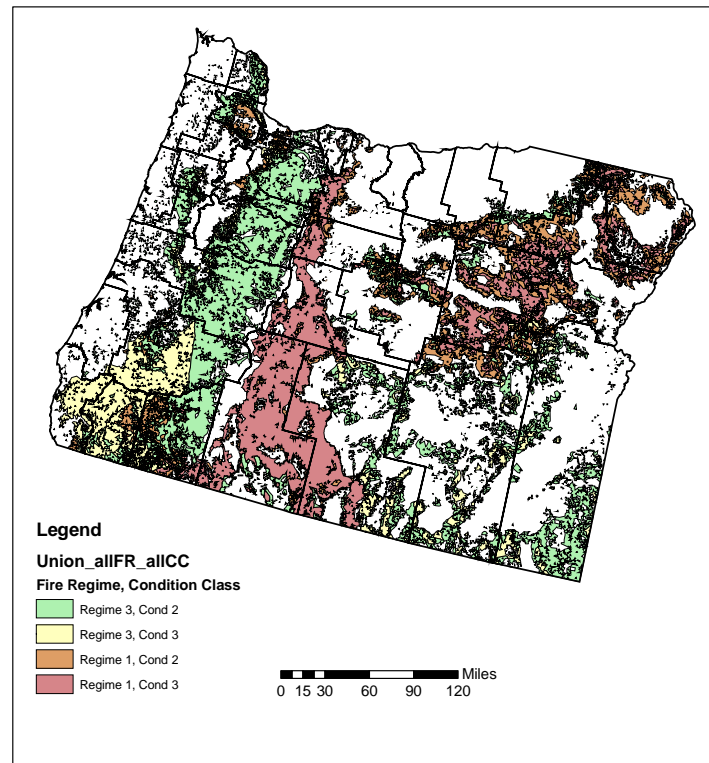 Legend
Union_allFR_allCC
Fire Regime, Condition Class
Regime 3, Cond 2
Regime 3, Cond 3
Regime 1, Cond 2
Regime 1, Cond 3
Miles
0 15 30 60 90 120